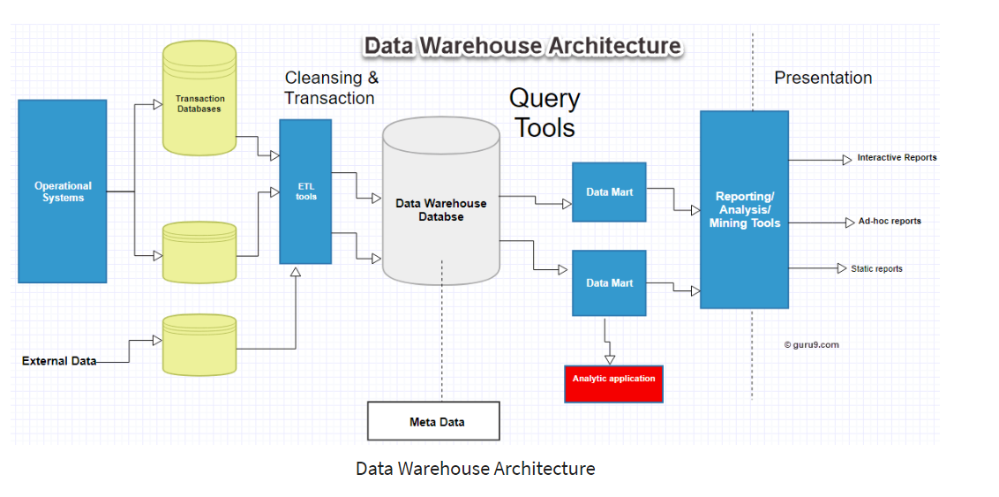 Data Warehouse Architecture
Cleansing &
Transaction
Query
Tools
Presentation
Transaction
Databases
Operational
Systems
ETL
tools
Data Warehouse
Databse
Data Mart
Data Mart
Reporting/
Analysis/
Mining Tools
Interactive Reports
Ad-hoc reports
Static reports
External Data
Analytic application
© guru9.com
Meta Data
Data Warehouse Architecture